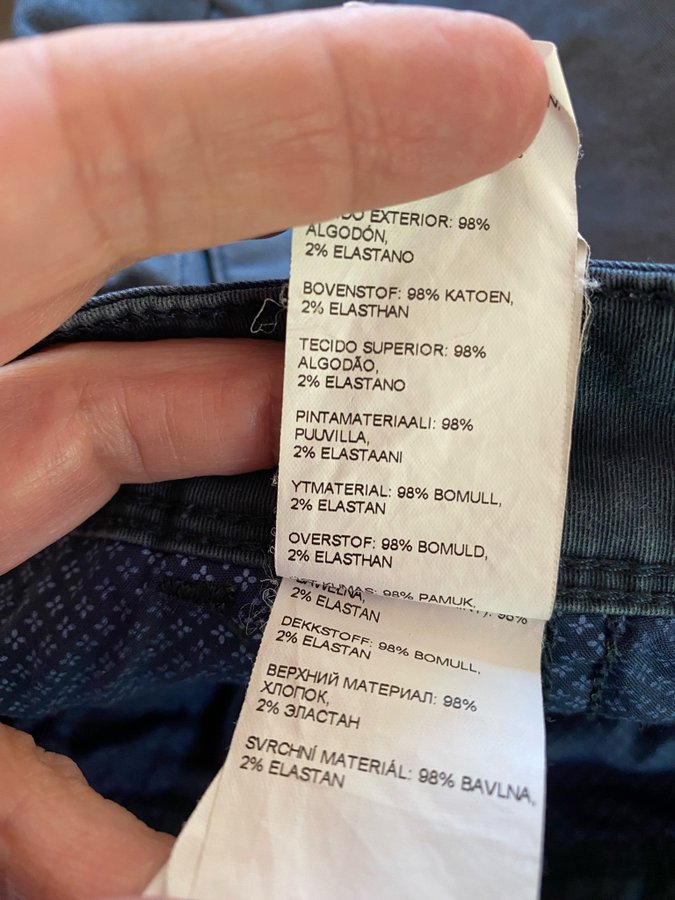 EXTERIOR: 98%
ALGODÓN,
2% ELASTANO
BOVENSTOF: 98% KATOEN,
2% ELASTHAN
TECIDO SUPERIOR: 98%
ALGODÃO,
2% ELASTANO
PINTAMATERIAALI: 98%
PUUVILLA,
2% ELASTAANI
YTMATERIAL: 98% BOMULL,
2% ELASTAN
OVERSTOF: 98% BOMULD,
2% ELASTHAN
98% PAMUK,
2% ELASTAN
DEKKSTOFF: 98% BOMULL,
2% ELASTAN
ВЕРХНИЙ МАТЕРИАЛ: 98%
ХЛОПОК,
2% ЭЛАСТАН
SVRCHNÍ MATERIÁL: 98% BAVLNA,
2% ELASTAN